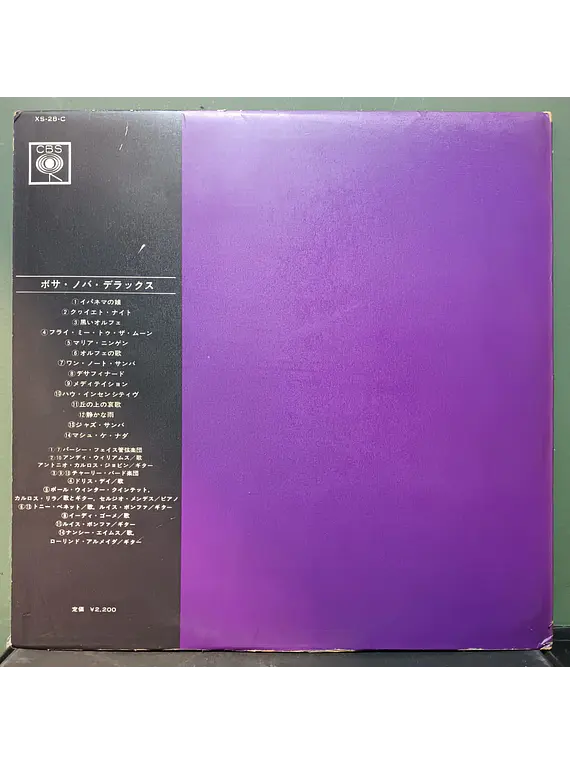 XS-28-C
CBS
ボサ・ノバ・デラックス
①イパネマの娘
②クヮイエト・ナイト
③黒いオルフェ
④フライ・ミー・トゥ・ザ・ムーン
⑤マリア・ニンゲン
⑥オルフェの歌
⑦ワン・ノート・サンバ
⑧デサフィナード
⑨メディテイション
⑩ハウ・インセンシティヴ
⑪丘の上の哀歌
⑫静かな雨
⑬ジャズ・サンバ
⑭マシュ・ケ・ナダ
①⑦パーシー・フェイス管弦楽団
②⑩アンディ・ウィリアムス/歌
アントニオ・カルロス・ジョビン/ギター
③⑨⑬チャーリー・バード楽団
④ドリス・デイ/歌
⑤ポール・ウィンター・クインテット,
カルロス・リラ/歌とギター, セルジオ・メンデス/ピアノ
⑥⑫トニー・ベネット/歌, ルイス・ボンファ/ギター
⑧イーディ・ゴーメ/歌
⑪ルイス・ボンファ/ギター
⑭ナンシー・エイムス/歌,
ローリンド・アルメイダ/ギター
定価 ¥2,200